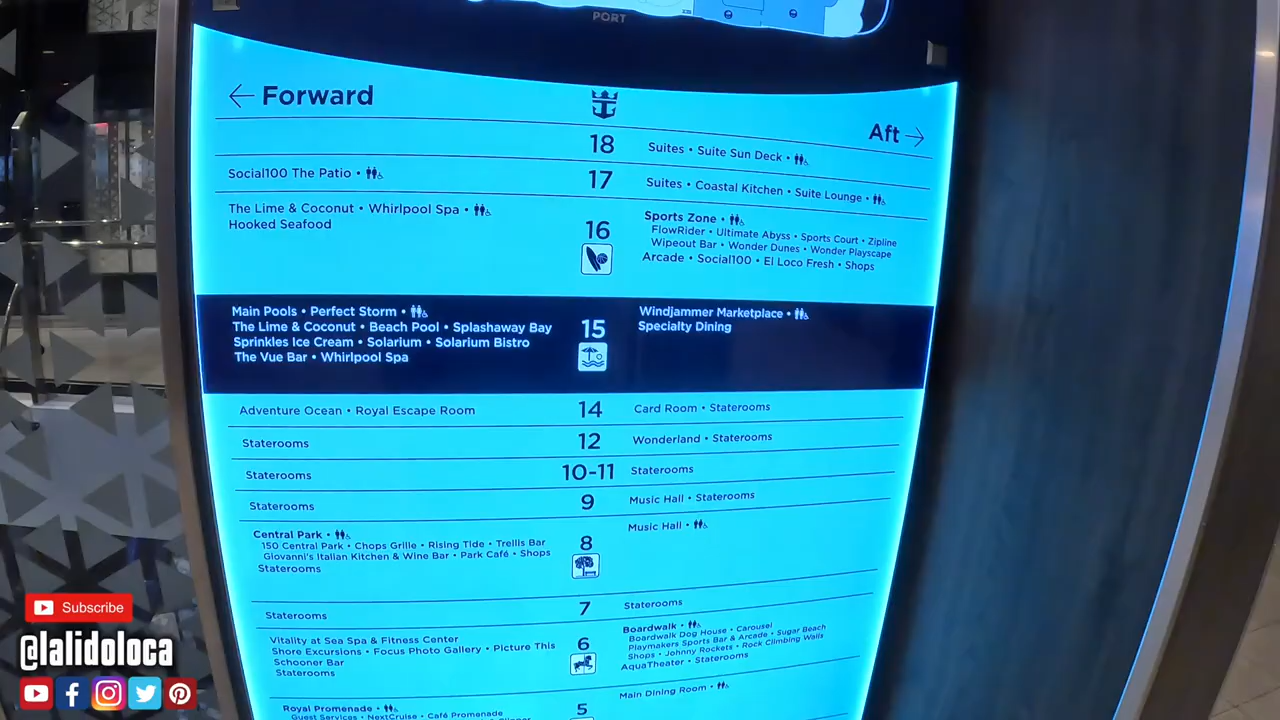 PORT
← Forward
Aft →
18 Suites • Suite Sun Deck •
Social100 The Patio • 17 Suites • Coastal Kitchen • Suite Lounge •
The Lime & Coconut • Whirlpool Spa •
Hooked Seafood
16
Sports Zone •
FlowRider • Ultimate Abyss • Sports Court • Zipline
Wipeout Bar • Wonder Dunes • Wonder Playscape
Arcade • Social100 • El Loco Fresh • Shops
Main Pools • Perfect Storm •
The Lime & Coconut • Beach Pool • Splashaway Bay
Sprinkles Ice Cream • Solarium • Solarium Bistro
The Vue Bar • Whirlpool Spa
15
Windjammer Marketplace •
Specialty Dining
Adventure Ocean • Royal Escape Room 14 Card Room • Staterooms
Staterooms 12 Wonderland • Staterooms
Staterooms 10-11 Staterooms
Staterooms 9 Music Hall • Staterooms
Central Park •
150 Central Park • Chops Grille • Rising Tide • Trellis Bar
Giovanni's Italian Kitchen & Wine Bar • Park Café • Shops
Staterooms
8
Music Hall •
Staterooms 7 Staterooms
Vitality at Sea Spa & Fitness Center
Shore Excursions • Focus Photo Gallery • Picture This
Schooner Bar
Staterooms
6
Boardwalk •
Boardwalk Dog House • Carousel
Playmakers Sports Bar & Arcade • Sugar Beach
Shops • Johnny Rockets • Rock Climbing Walls
AquaTheater • Staterooms
Royal Promenade •
Guest Services • NextCruise • Café Promenade
5
Main Dining Room •
Subscribe
@lalidoloca